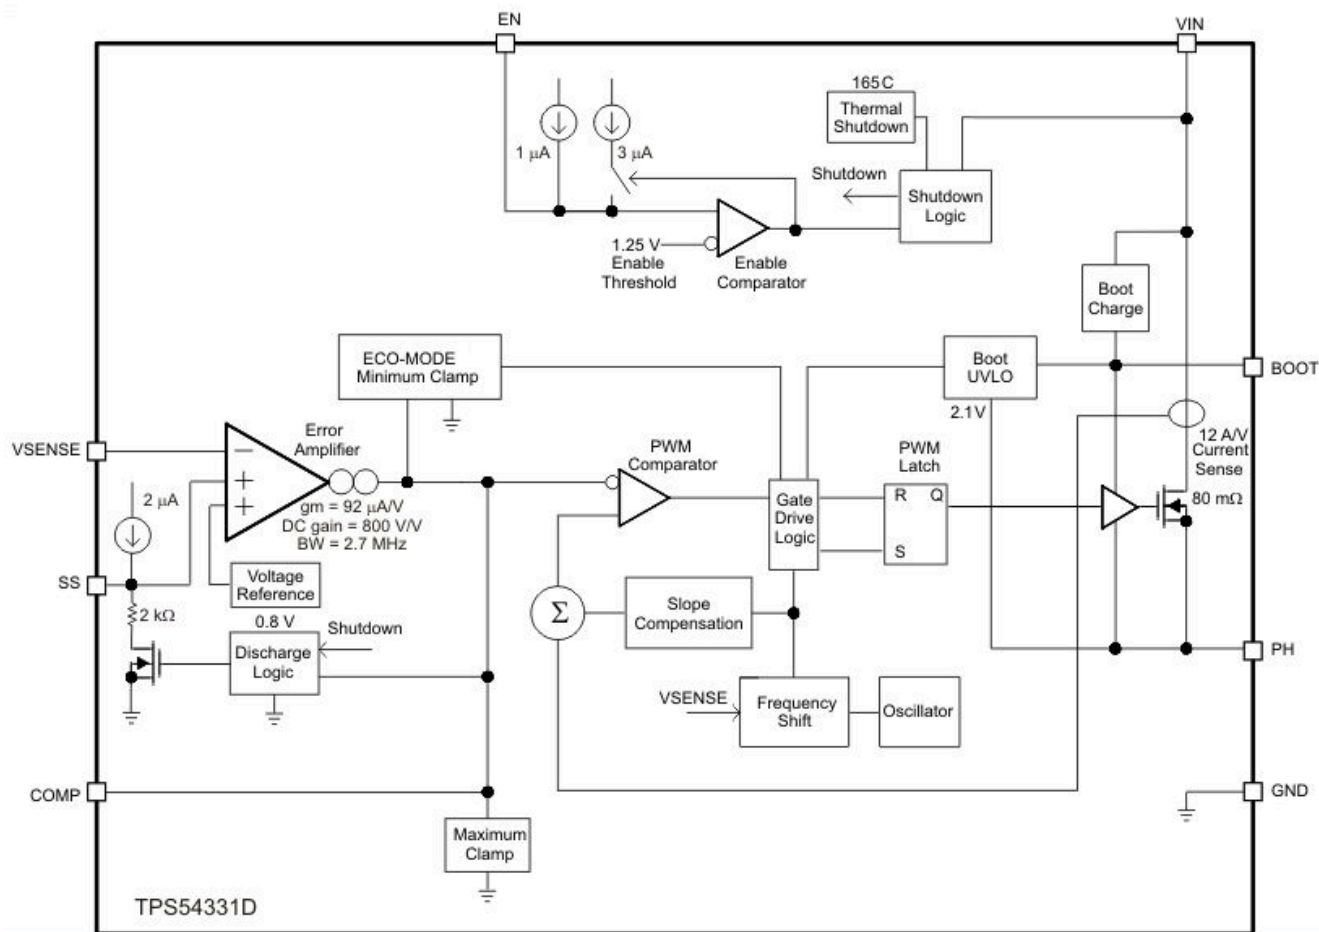 EN
VIN
165 C
Thermal
Shutdown
1 µA
3 µA
Shutdown
Shutdown
Logic
1.25 V
Enable
Threshold
Enable
Comparator
Boot
Charge
ECO-MODE
Minimum Clamp
Boot
UVLO
BOOT
2.1V
VSENSE
Error
Amplifier
PWM
Comparator
PWM
Latch
12 A/V
Current
Sense
−
+
+
2 µA
gm = 92 µA/V
DC gain = 800 V/V
BW = 2.7 MHz
Gate
Drive
Logic
R
Q
S
80 mΩ
SS
Voltage
Reference
2 kΩ
0.8 V
Shutdown
Discharge
Logic
Σ
Slope
Compensation
PH
VSENSE
Frequency
Shift
Oscillator
COMP
GND
Maximum
Clamp
TPS54331D